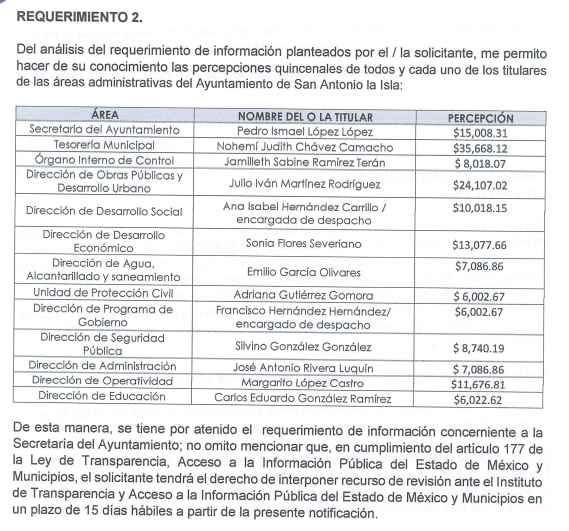 REQUERIMIENTO 2.
Del análisis del requerimiento de información planteados por el / la solicitante, me permito
hacer de su conocimiento las percepciones quincenales de todos y cada uno de los titulares
de las áreas administrativas del Ayuntamiento de San Antonio la Isla:
ÁREA NOMBRE DEL O LA TITULAR PERCEPCIÓN
Secretaria del Ayuntamiento Pedro Ismael López López $15,008.31
Tesorería Municipal Nohemí Judith Chávez Camacho $35,668.12
Órgano Interno de Control Jamilleth Sabine Ramírez Terán $ 8,018.07
Dirección de Obras Públicas y
Desarrollo Urbano Julio Iván Martínez Rodríguez $24,107.02
Dirección de Desarrollo Social Ana Isabel Hernández Carrillo / $10,018.15
encargada de despacho
Dirección de Desarrollo
Económico Sonia Flores Severiano $13,077.66
Dirección de Agua,
Alcantarillado y saneamiento Emilio García Olivares $7,086.86
Unidad de Protección Civil Adriana Gutiérrez Gomora $ 6,002.67
Dirección de Programa de Francisco Hernández Hernández/ $6,002.67
Gobierno encargado de despacho
Dirección de Seguridad
Pública Silvino González González $ 8,740.19
Dirección de Administración José Antonio Rivera Luquín $ 7,086.86
Dirección de Operatividad Margarito López Castro $11,676.81
Dirección de Educación Carlos Eduardo González Ramírez $6,022.62
De esta manera, se tiene por atenido el requerimiento de información concerniente a la
Secretaría del Ayuntamiento; no omito mencionar que, en cumplimiento del artículo 177 de
la Ley de Transparencia, Acceso a la Información Pública del Estado de México y
Municipios, el solicitante tendrá el derecho de interponer recurso de revisión ante el Instituto
de Transparencia y Acceso a la Información Pública del Estado de México y Municipios en
un plazo de 15 días hábiles a partir de la presente notificación.